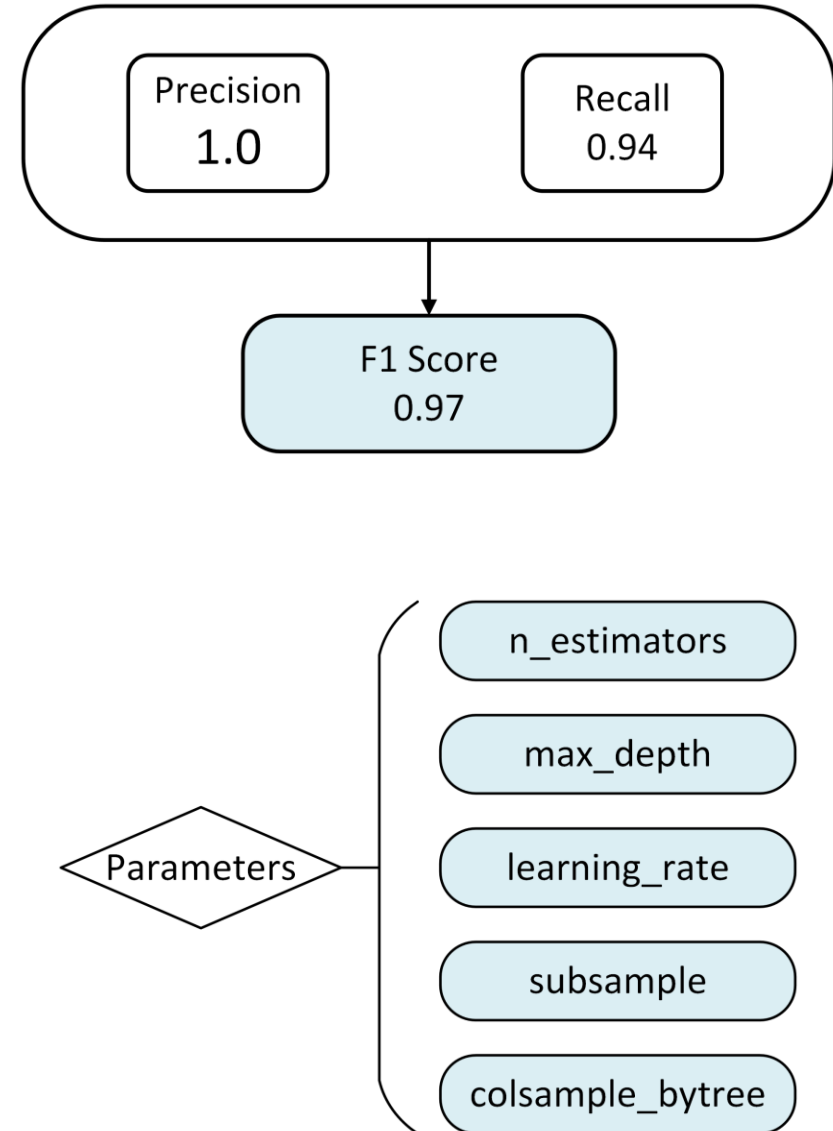 Precision
1.0
Recall
0.94
F1 Score
0.97
Parameters
n_estimators
max_depth
learning_rate
subsample
colsample_bytree